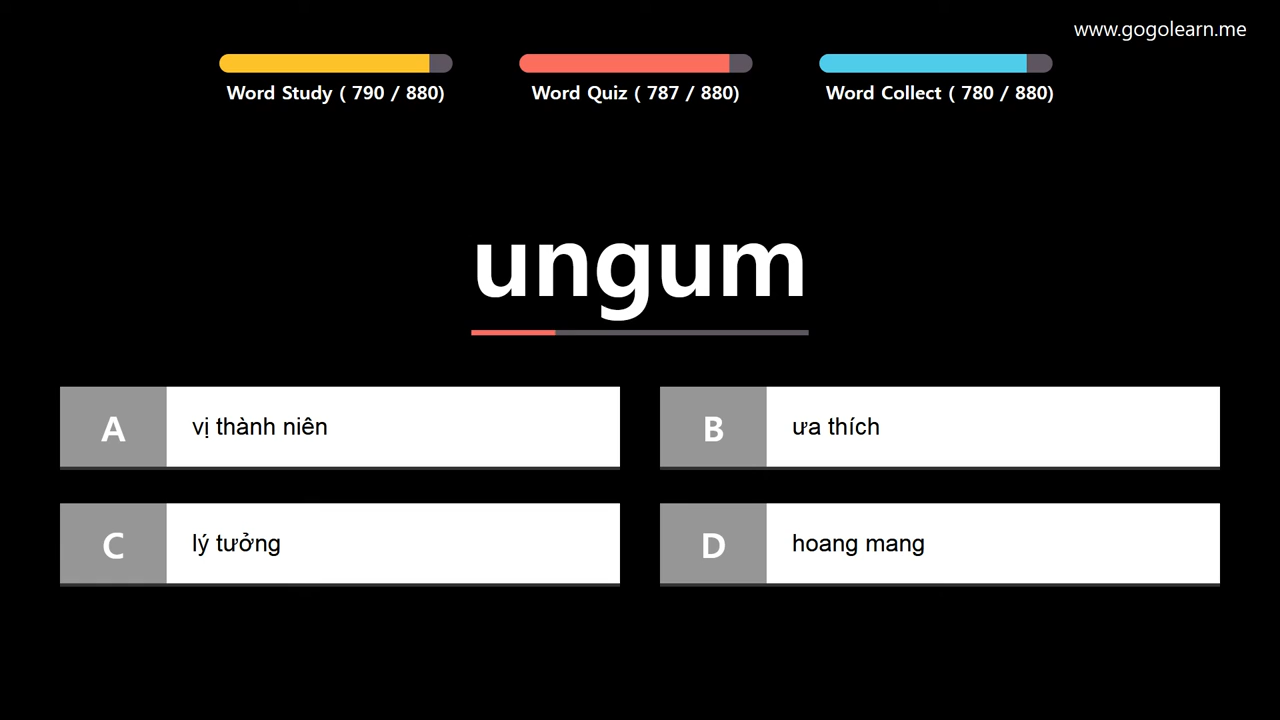 www.gogolearn.me
Word Study ( 790 / 880)
Word Quiz ( 787 / 880)
Word Collect ( 780 / 880)
ungum
A vị thành niên
B ưa thích
C lý tưởng
D hoang mang